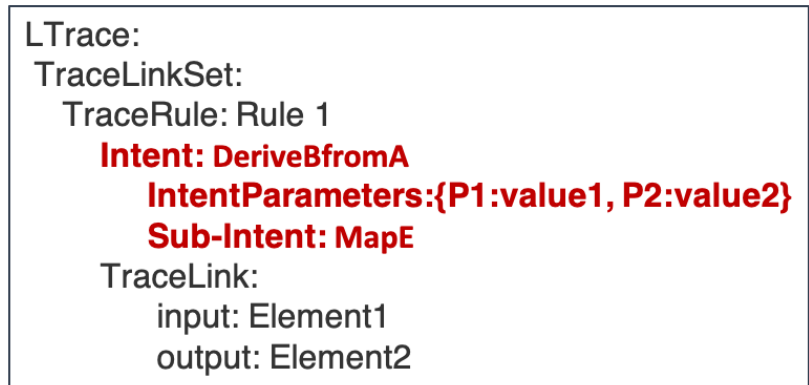 LTrace:
TraceLinkSet:
TraceRule: Rule 1
Intent: DeriveBfromA
IntentParameters:{P1:value1, P2:value2}
Sub-Intent: MapE
TraceLink:
input: Element1
output: Element2